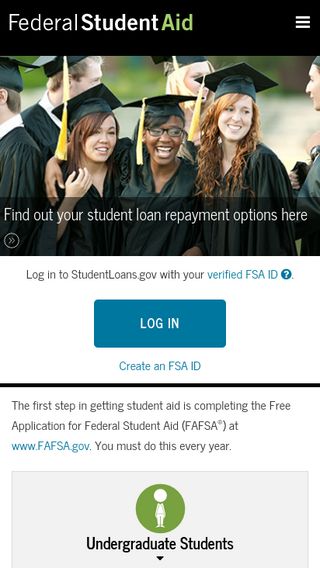 Federal Student Aid
Find out your student loan repayment options here
Log in to StudentLoans.gov with your verified FSA ID.
LOG IN
Create an FSA ID
The first step in getting student aid is completing the Free
Application for Federal Student Aid (FAFSA®) at
www.FAFSA.gov. You must do this every year.
Undergraduate Students